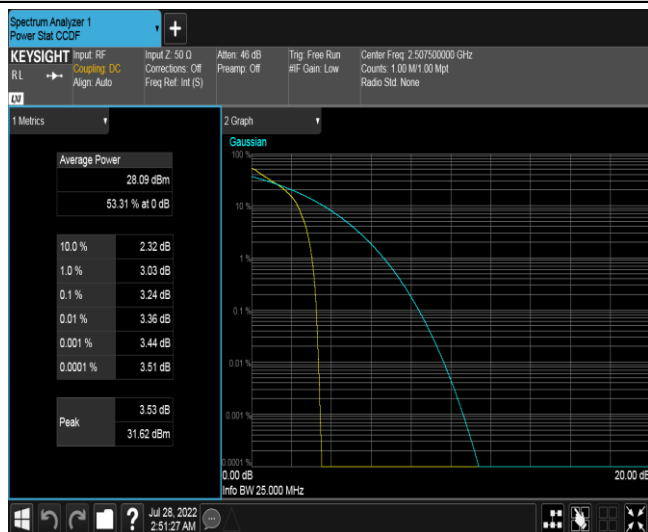 Spectrum Analyzer 1
Power Stat CCDF
+
KEYSIGHT
RL
Input: RF
Coupling: DC
Align: Auto
Input Z: 50 Ω
Corrections: Off
Freq Ref: Int (S)
Atten: 46 dB
Preamp: Off
Trig: Free Run
#IF Gain: Low
Center Freq: 2.507500000 GHz
Counts: 1.00 M/1.00 Mpt
Radio Std: None
LXI
1 Metrics
Average Power
28.09 dBm
53.31 % at 0 dB
10.0 % 2.32 dB
1.0 % 3.03 dB
0.1 % 3.24 dB
0.01 % 3.36 dB
0.001 % 3.44 dB
0.0001 % 3.51 dB
Peak
3.53 dB
31.62 dBm
2 Graph
Gaussian
100 %
10 %
1 %
0.1 %
0.01 %
0.001 %
0.0001 %
0.00 dB
20.00 dB
Info BW 25.000 MHz
?
Jul 28, 2022
2:51:27 AM